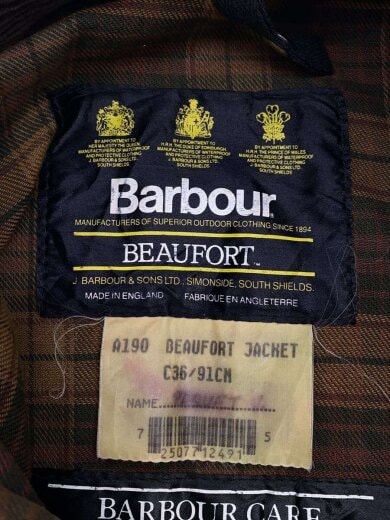 BY APPOINTMENT TO
HER MAJESTY THE QUEEN
MANUFACTURERS OF WATERPROOF
AND PROTECTIVE CLOTHING
J. BARBOUR & SONS LTD.
SOUTH SHIELDS.
BY APPOINTMENT TO
H.R.H. THE DUKE OF EDINBURGH
MANUFACTURERS OF WATERPROOF
AND PROTECTIVE CLOTHING
J. BARBOUR & SONS LTD.
SOUTH SHIELDS.
BY APPOINTMENT TO
H.R.H. THE PRINCE OF WALES
MANUFACTURERS OF WATERPROOF
AND PROTECTIVE CLOTHING
J. BARBOUR & SONS LTD.
SOUTH SHIELDS.
Barbour
MANUFACTURERS OF SUPERIOR OUTDOOR CLOTHING SINCE 1894
BEAUFORT™
J. BARBOUR & SONS LTD., SIMONSIDE, SOUTH SHIELDS.
MADE IN ENGLAND FABRIQUE EN ANGLETERRE
A190 BEAUFORT JACKET
C36/91CM
NAME
7 5
2507712491
BARBOUR CARE